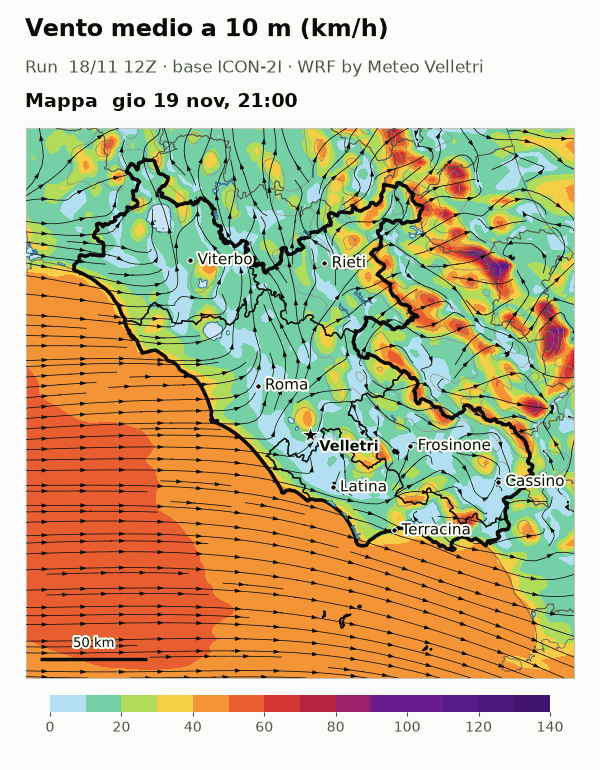 Vento medio a 10 m (km/h)
Run  18/11 12Z · base ICON-2I · WRF by Meteo Velletri
Mappa  gio 19 nov, 21:00
Viterbo
Rieti
Roma
Velletri
Frosinone
Latina
Cassino
Terracina
50 km
0 20 40 60 80 100 120 140